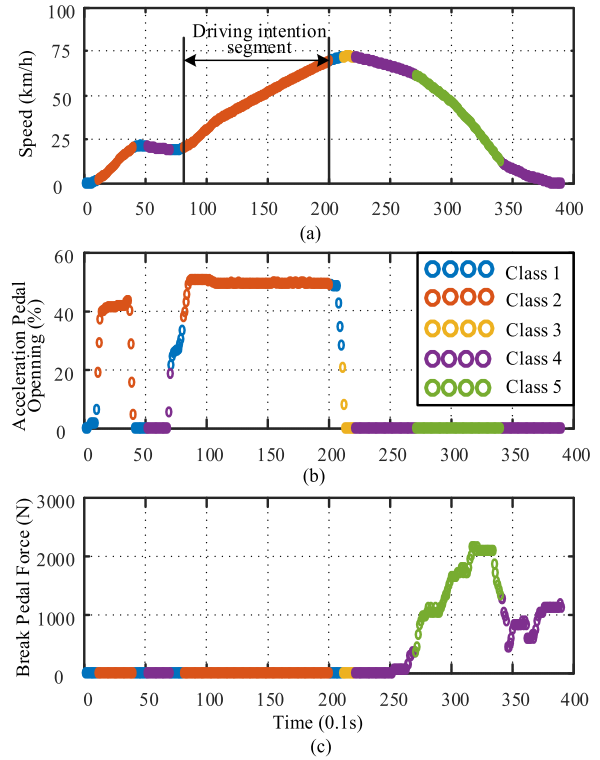 Driving intention
segment
Speed (km/h)
100
75
50
25
0
0 50 100 150 200 250 300 350 400
(a)
Acceleration Pedal
Openning (%)
60
40
20
0
Class 1
Class 2
Class 3
Class 4
Class 5
0 50 100 150 200 250 300 350 400
(b)
Break Pedal Force (N)
3000
2000
1000
0
0 50 100 150 200 250 300 350 400
Time (0.1s)
(c)